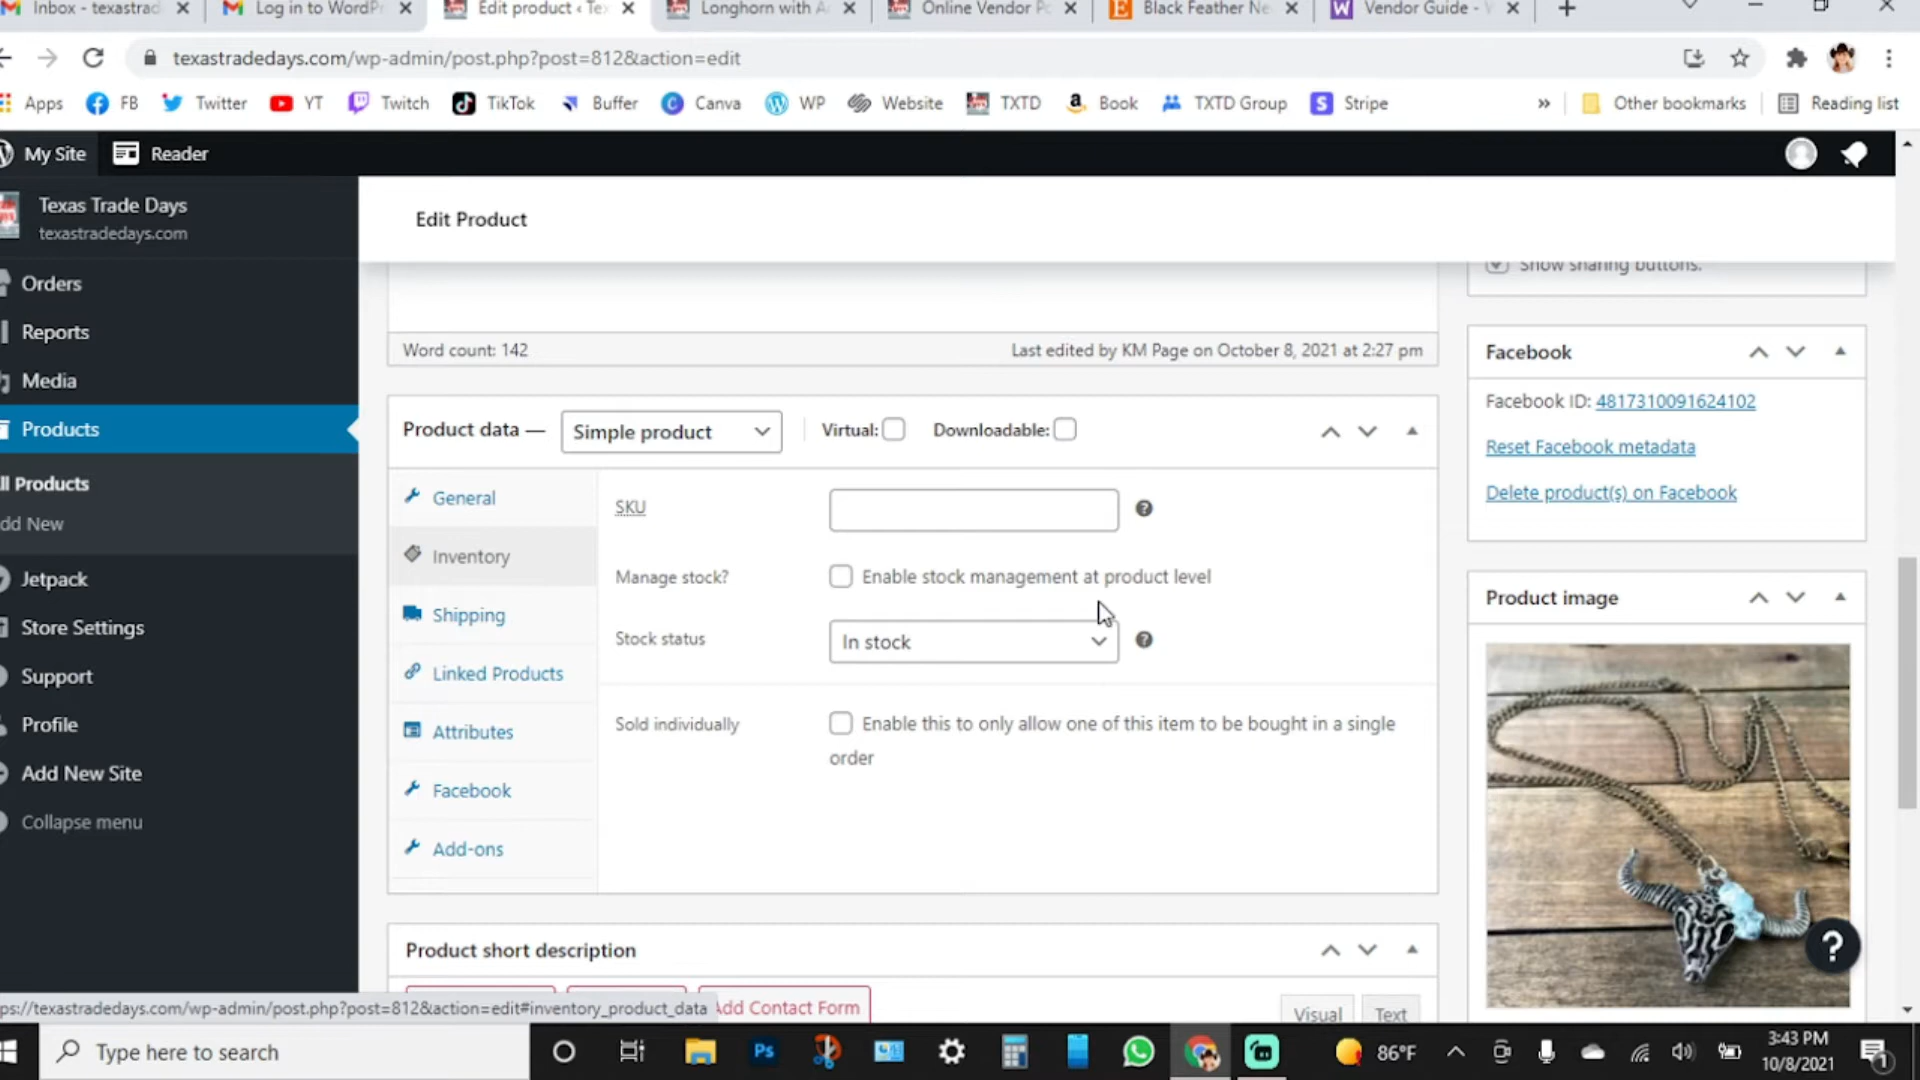 Inbox - texastrad
Log in to WordPr
Edit product ‹ Tex
Longhorn with A
Online Vendor Po
Black Feather Ne
Vendor Guide - W
texastradedays.com/wp-admin/post.php?post=812&action=edit
Apps FB Twitter YT Twitch TikTok Buffer Canva WP Website TXTD Book TXTD Group Stripe » Other bookmarks Reading list
My Site Reader
Texas Trade Days
texastradedays.com
Edit Product
Orders
Reports
Media
Products
ll Products
dd New
Jetpack
Store Settings
Support
Profile
Add New Site
Collapse menu
Show sharing buttons.
Word count: 142
Last edited by KM Page on October 8, 2021 at 2:27 pm
Product data — Simple product Virtual: Downloadable:
General
Inventory
Shipping
Linked Products
Attributes
Facebook
Add-ons
SKU
Manage stock? Enable stock management at product level
Stock status In stock
Sold individually Enable this to only allow one of this item to be bought in a single
order
Product short description
Add Contact Form
Visual Text
Facebook
Facebook ID: 4817310091624102
Reset Facebook metadata
Delete product(s) on Facebook
Product image
ps://texastradedays.com/wp-admin/post.php?post=812&action=edit#inventory_product_data
Type here to search
Ps
86°F
3:43 PM
10/8/2021
1